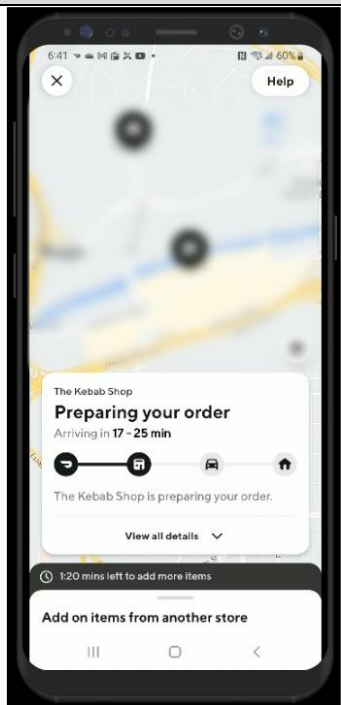 6:41
60%
Help
The Kebab Shop
Preparing your order
Arriving in 17 - 25 min
The Kebab Shop is preparing your order.
View all details
1:20 mins left to add more items
Add on items from another store